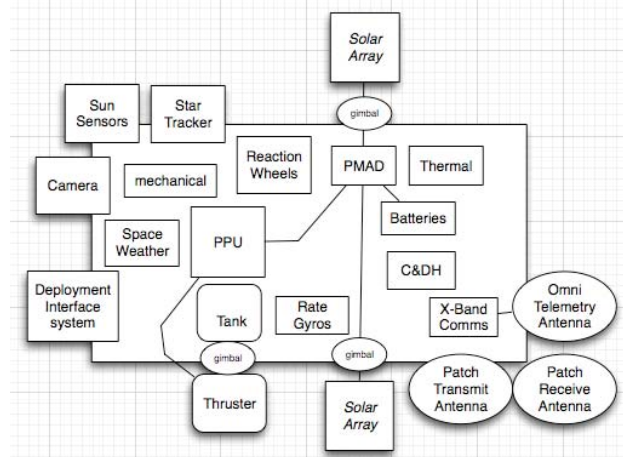 Solar
Array
gimbal
Sun
Sensors
Star
Tracker
Reaction
Wheels
PMAD
Thermal
Camera
mechanical
Batteries
Space
Weather
PPU
C&DH
Deployment
Interface
system
Tank
Rate
Gyros
X-Band
Comms
Omni
Telemetry
Antenna
gimbal
gimbal
Thruster
Solar
Array
Patch
Transmit
Antenna
Patch
Receive
Antenna